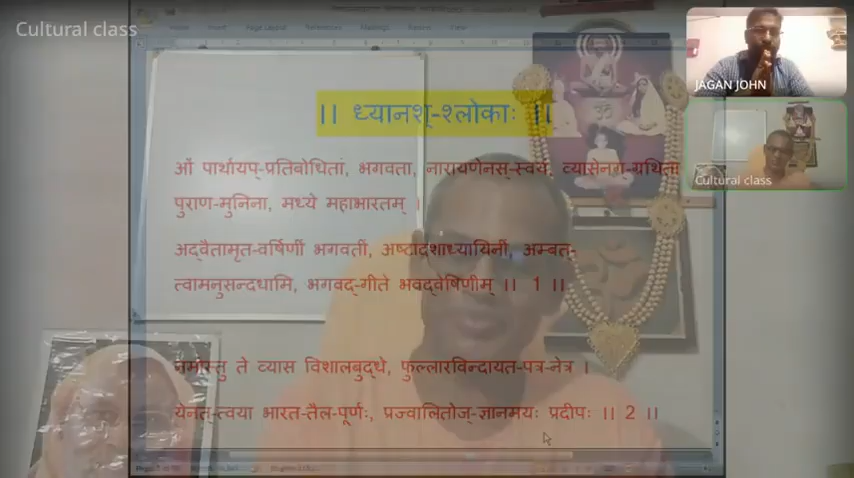 Cultural class
JAGAN JOHN
Cultural class
।। ध्यानश्-श्लोकाः ।।
ओं पार्थायप्-प्रतिबोधितां, भगवता, नारायणेनस्-स्वयं, व्यासेनग्-ग्रथितां
पुराण-मुनिना, मध्ये महाभारतम् ।
अद्वैतामृत-वर्षिणीं भगवतीं, अष्टादशाध्यायिनीं, अम्बत्-
त्वामनुसन्दधामि, भगवद्-गीते भवद्वेषिणीम् ।। 1 ।।
नमोस्तु ते व्यास विशालबुद्धे, फुल्लारविन्दायत-पत्र-नेत्र ।
येनत्-त्वया भारत-तैल-पूर्णः, प्रज्वालितोज्-ज्ञानमयः प्रदीपः ।। 2 ।।